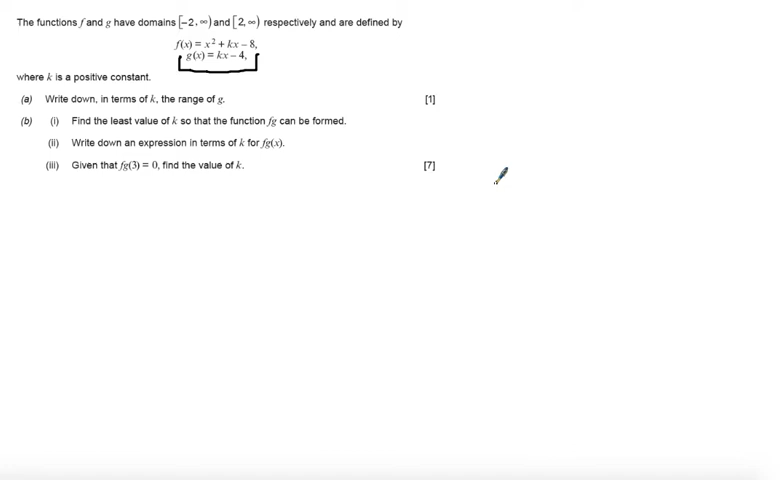 The functions f and g have domains [−2, ∞) and [2, ∞) respectively and are defined by
f(x) = x² + kx − 8,
g(x) = kx − 4,
where k is a positive constant.
(a) Write down, in terms of k, the range of g. [1]
(b) (i) Find the least value of k so that the function fg can be formed.
(ii) Write down an expression in terms of k for fg(x).
(iii) Given that fg(3) = 0, find the value of k. [7]